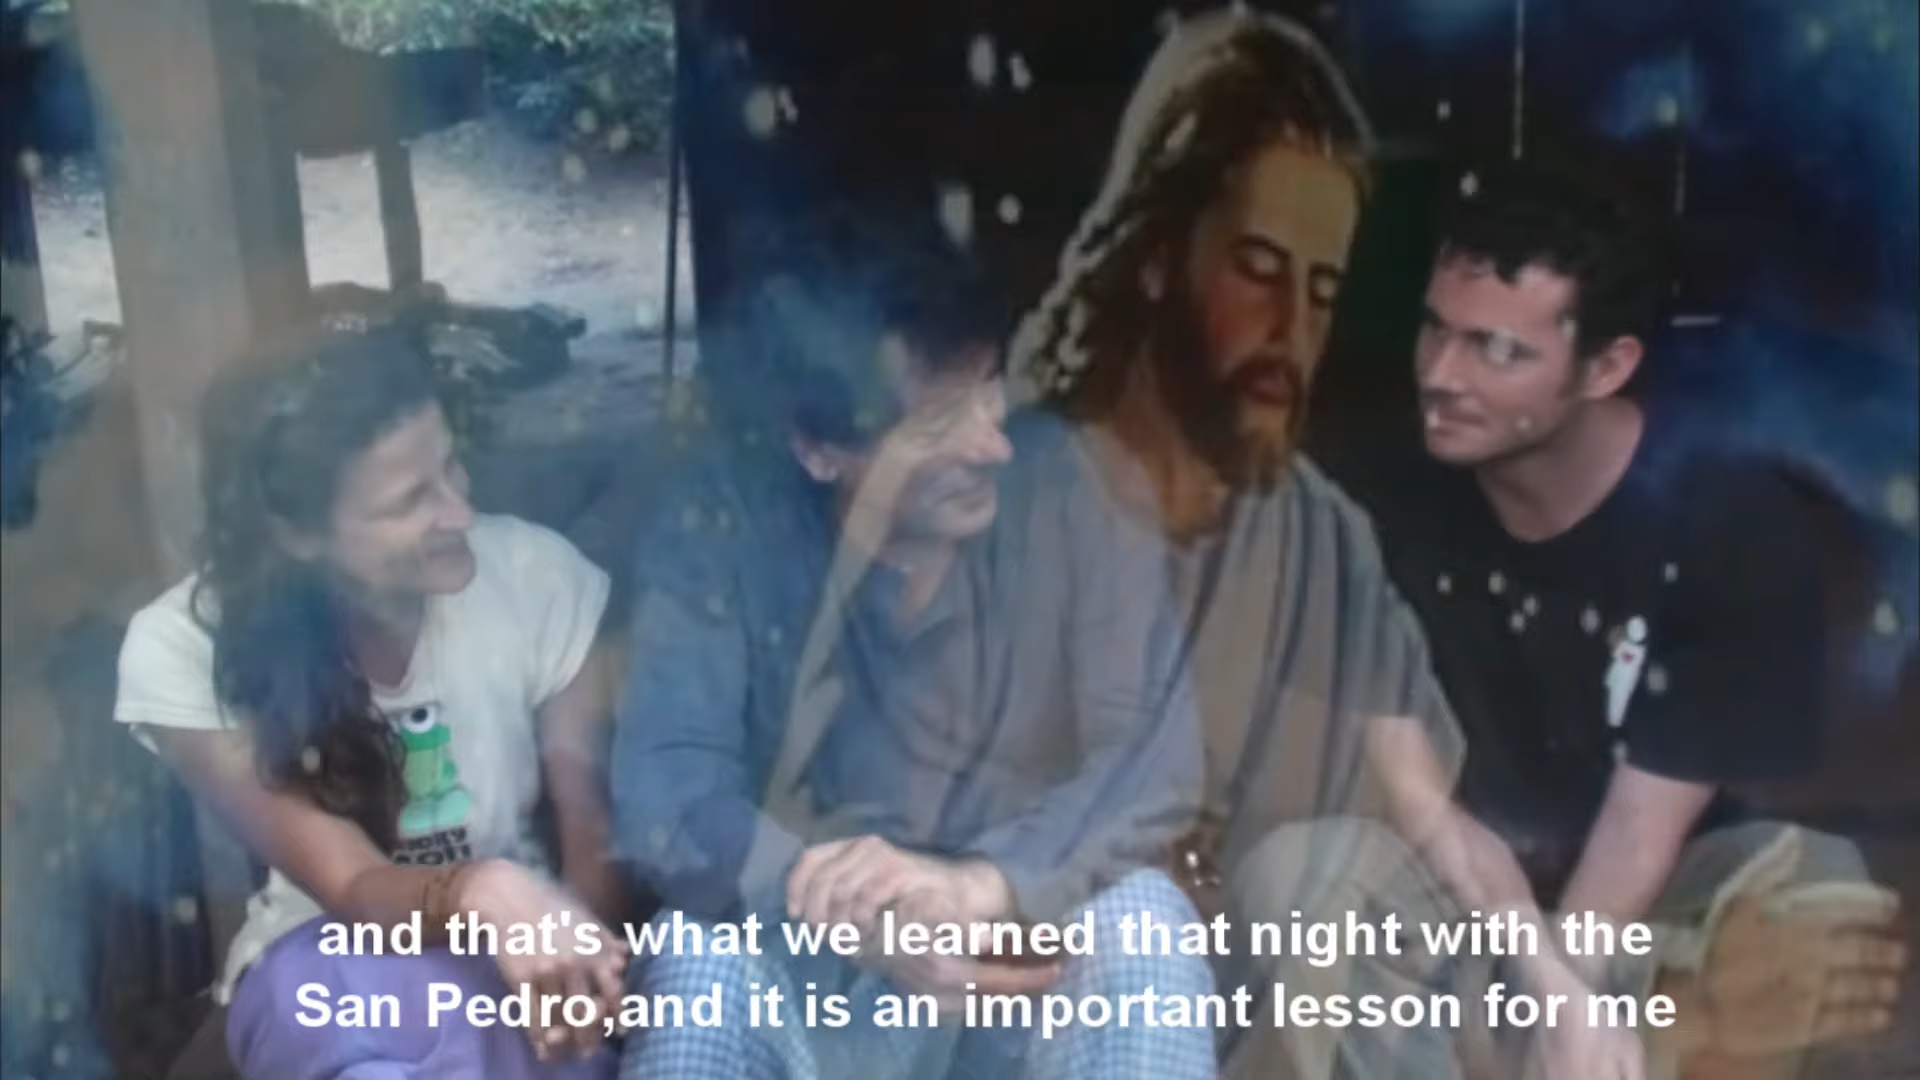 and that's what we learned that night with the
San Pedro,and it is an important lesson for me